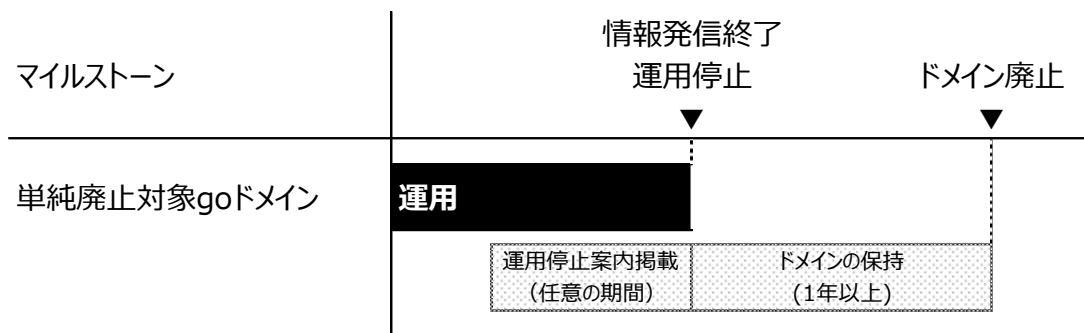 情報発信終了
マイルストーン 運用停止 ドメイン廃止
▼ ▼
単純廃止対象goドメイン 運用
運用停止案内掲載 ドメインの保持
（任意の期間） (1年以上)